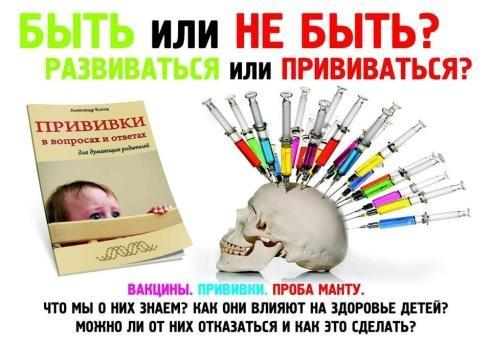 БЫТЬ или НЕ БЫТЬ?
РАЗВИВАТЬСЯ или ПРИВИВАТЬСЯ?
Александр Коток
ПРИВИВКИ
в вопросах и ответах
для думающих родителей
ВАКЦИНЫ. ПРИВИВКИ. ПРОБА МАНТУ.
ЧТО МЫ О НИХ ЗНАЕМ? КАК ОНИ ВЛИЯЮТ НА ЗДОРОВЬЕ ДЕТЕЙ?
МОЖНО ЛИ ОТ НИХ ОТКАЗАТЬСЯ И КАК ЭТО СДЕЛАТЬ?